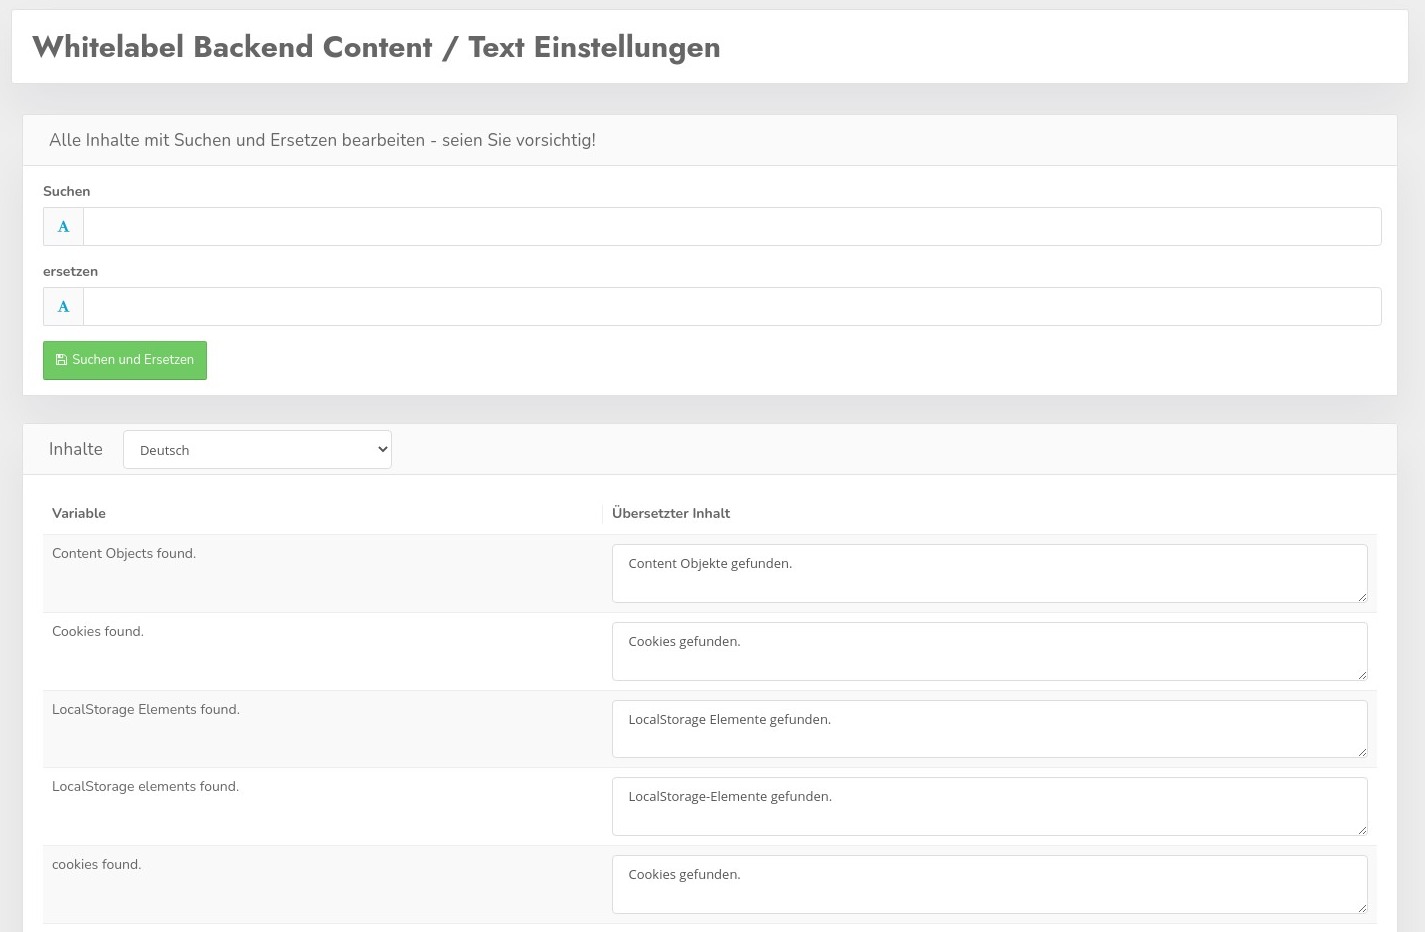 Whitelabel Backend Content / Text Einstellungen
Alle Inhalte mit Suchen und Ersetzen bearbeiten - seien Sie vorsichtig!
Suchen
A
ersetzen
A
Suchen und Ersetzen
Inhalte Deutsch
Variable Übersetzter Inhalt
Content Objects found. Content Objekte gefunden.
Cookies found. Cookies gefunden.
LocalStorage Elements found. LocalStorage Elemente gefunden.
LocalStorage elements found. LocalStorage-Elemente gefunden.
cookies found. Cookies gefunden.